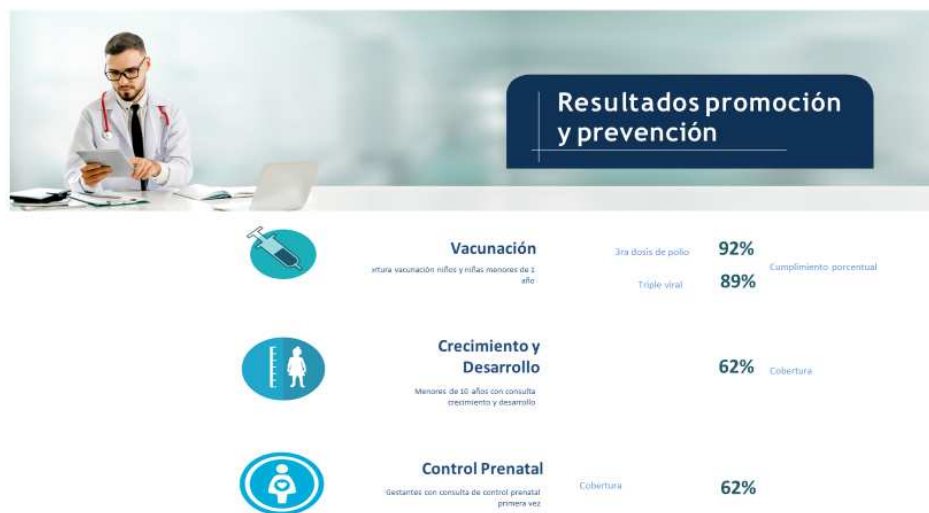 Resultados promoción
y prevención
Vacunación
3ra dosis de polio 92%
Cumplimiento porcentual
vacunación niños y niñas menores de 1
año
Triple viral 89%
Crecimiento y
Desarrollo
62% Cobertura
Menores de 10 años con consulta
crecimiento y desarrollo
Control Prenatal
Gestantes con consulta de control prenatal
primera vez
Cobertura 62%